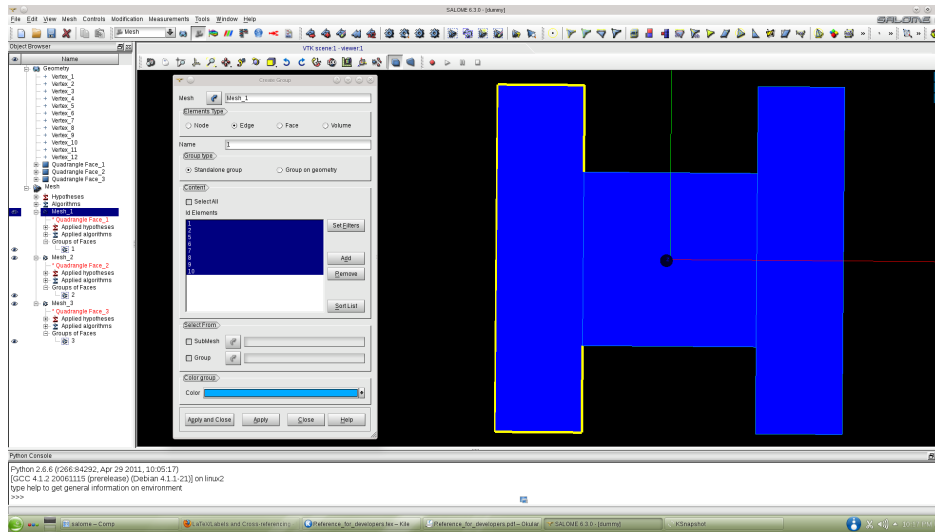 SALOME 6.3.0 - [dummy]
File Edit View Mesh Controls Modification Measurements Tools Window Help
SALOME
Mesh
Object Browser
VTK scene:1 - viewer:1
Name
Geometry
Vertex_1
Vertex_2
Vertex_3
Vertex_4
Vertex_5
Vertex_6
Vertex_7
Vertex_8
Vertex_9
Vertex_10
Vertex_11
Vertex_12
Quadrangle Face_1
Quadrangle Face_2
Quadrangle Face_3
Mesh
Hypotheses
Algorithms
Mesh_1
* Quadrangle Face_1
Applied hypotheses
Applied algorithms
Groups of Faces
1
Mesh_2
* Quadrangle Face_2
Applied hypotheses
Applied algorithms
Groups of Faces
2
Mesh_3
* Quadrangle Face_3
Applied hypotheses
Applied algorithms
Groups of Faces
3
Create Group
Mesh Mesh_1
Elements Type
Node Edge Face Volume
Name 1
Group type
Standalone group Group on geometry
Content
Select All
Id Elements
1
2
5
6
7
8
9
10
Set Filters
Add
Remove
Sort List
Select From
SubMesh
Group
Color group
Color
Apply and Close Apply Close Help
Python Console
Python 2.6.6 (r266:84292, Apr 29 2011, 10:05:17)
[GCC 4.1.2 20061115 (prerelease) (Debian 4.1.1-21)] on linux2
type help to get general information on environment
>>>
salome – Comp
LaTeX/Labels and Cross-referencing
Reference_for_developers.tex – Kile
Reference_for_developers.pdf – Okular
SALOME 6.3.0 - [dummy]
KSnapshot